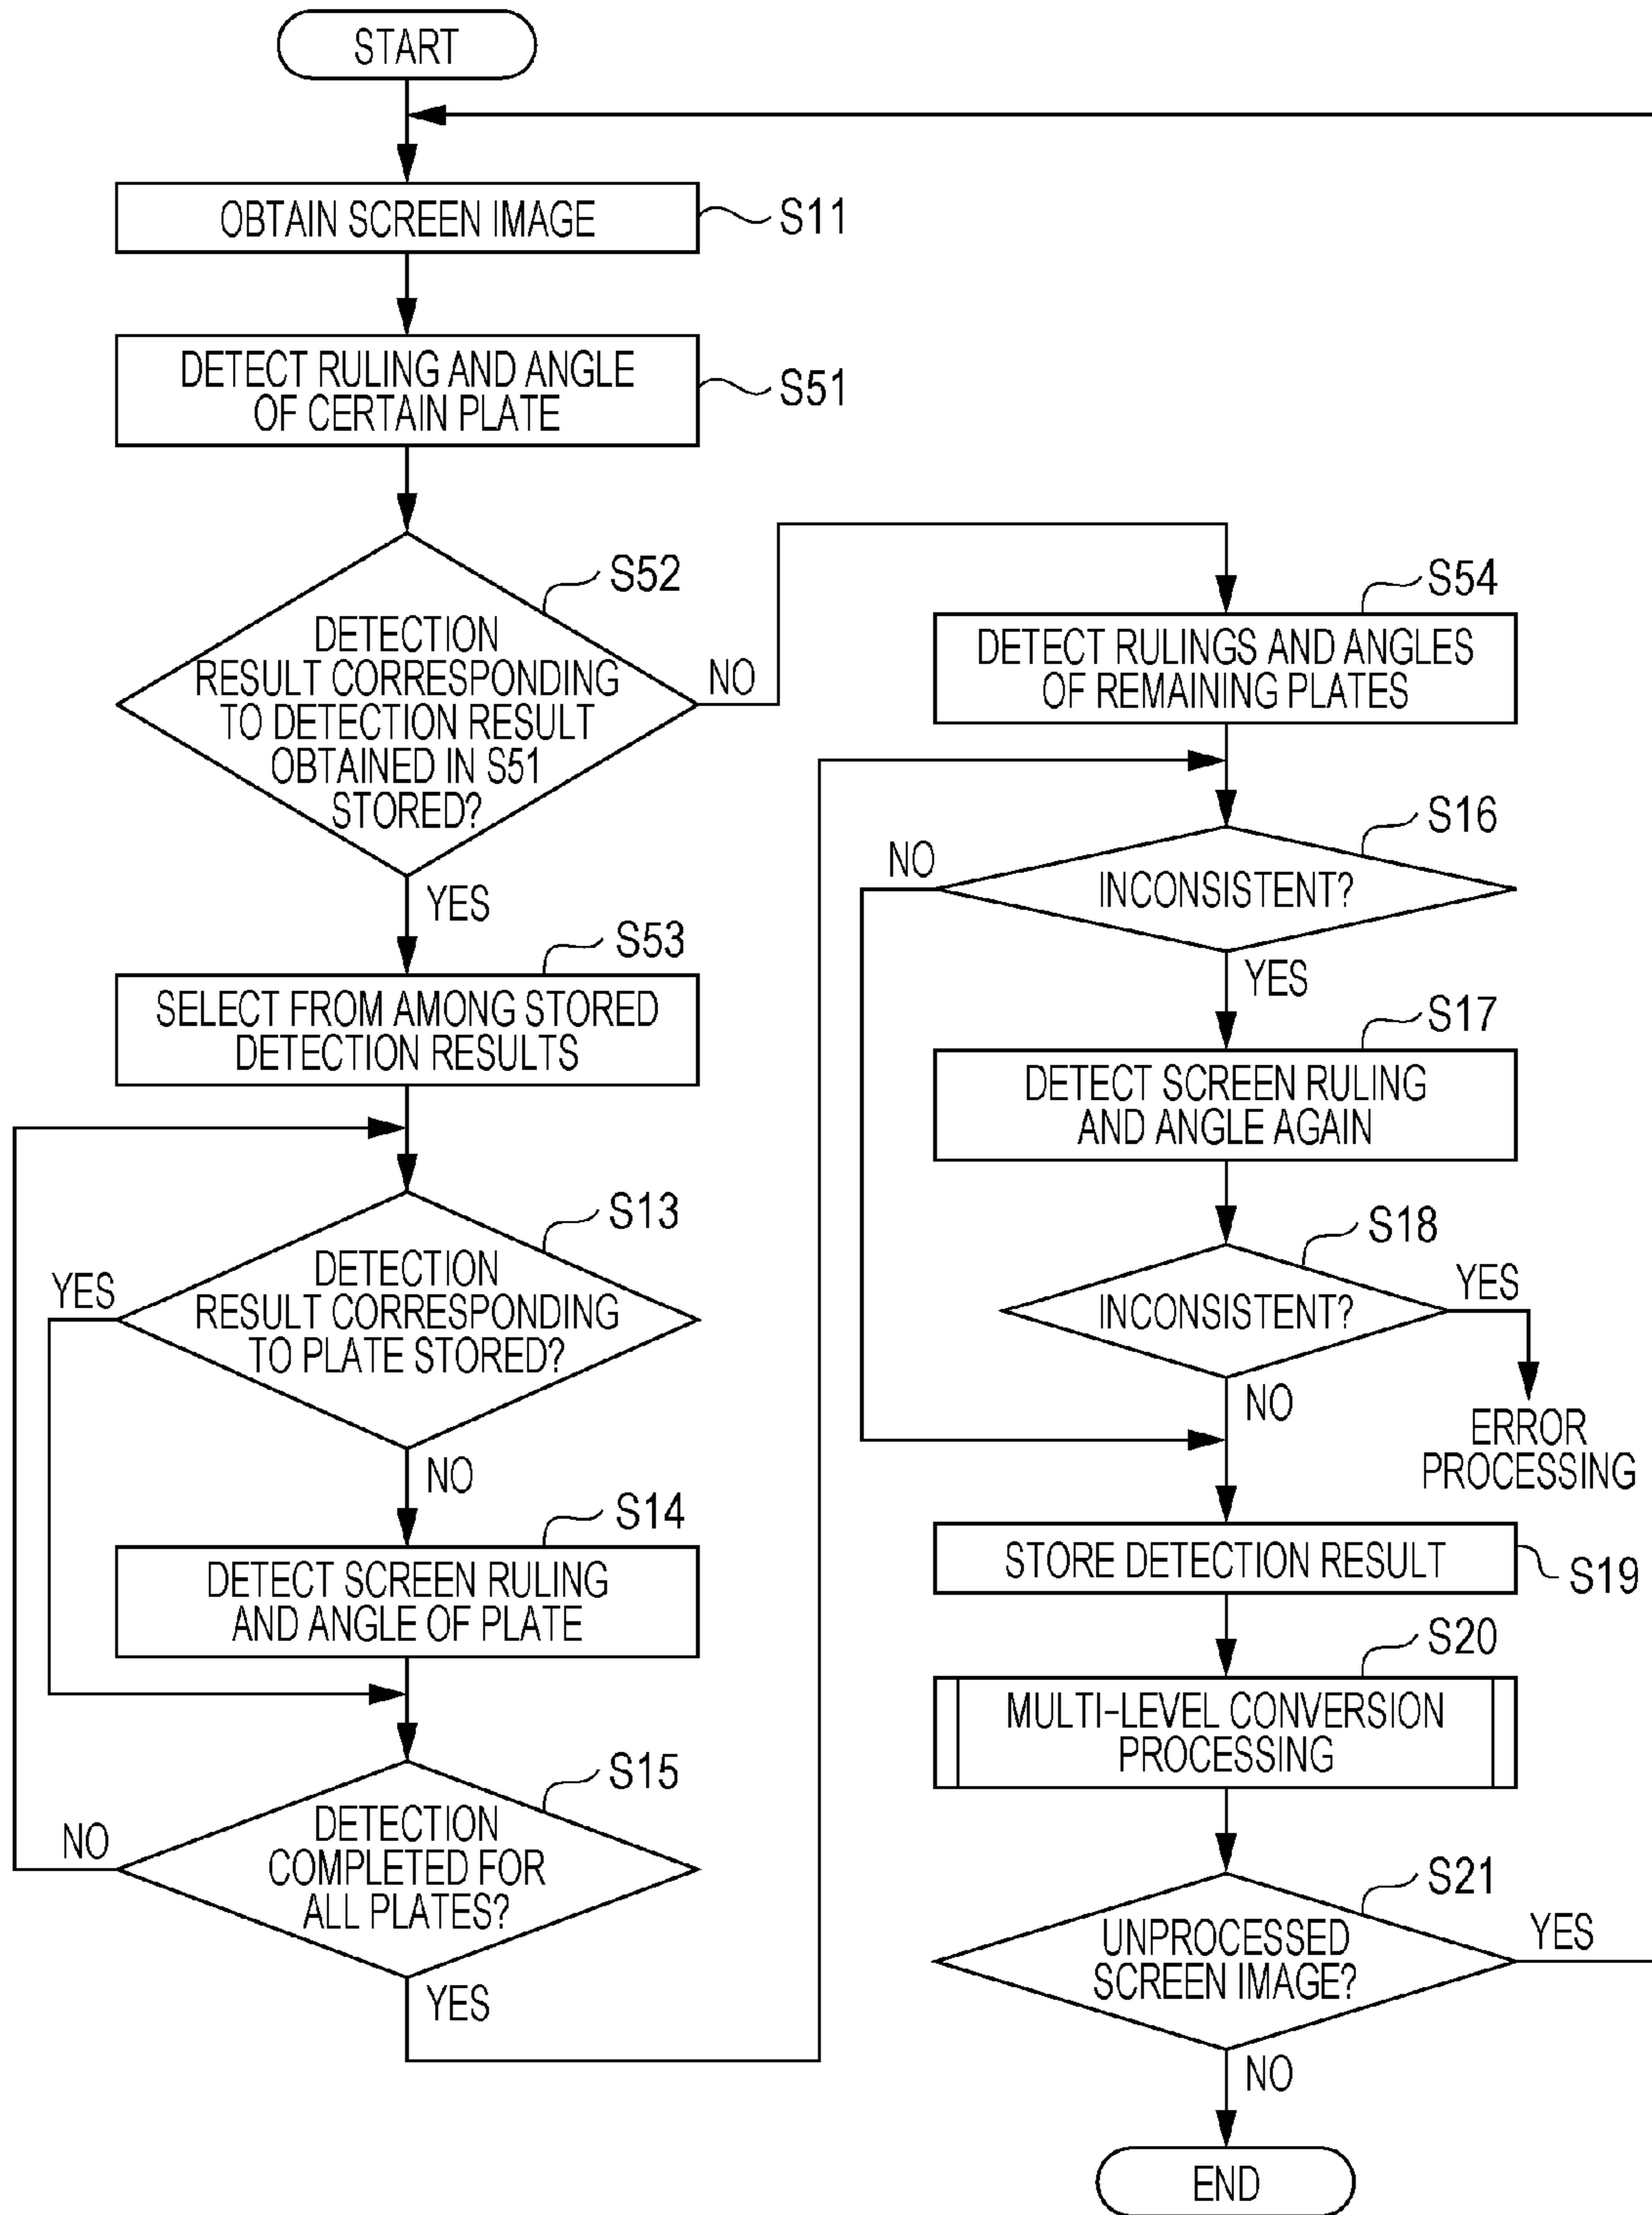 START
OBTAIN SCREEN IMAGE
S11
DETECT RULING AND ANGLE
OF CERTAIN PLATE
S51
S52
DETECTION
RESULT CORRESPONDING
TO DETECTION RESULT
OBTAINED IN S51
STORED?
NO
YES
S53
SELECT FROM AMONG STORED
DETECTION RESULTS
S13
DETECTION
RESULT CORRESPONDING
TO PLATE STORED?
YES
NO
S14
DETECT SCREEN RULING
AND ANGLE OF PLATE
S15
DETECTION
COMPLETED FOR
ALL PLATES?
NO
YES
S54
DETECT RULINGS AND ANGLES
OF REMAINING PLATES
S16
NO
INCONSISTENT?
YES
S17
DETECT SCREEN RULING
AND ANGLE AGAIN
S18
INCONSISTENT?
YES
NO
ERROR
PROCESSING
STORE DETECTION RESULT
S19
S20
MULTI-LEVEL CONVERSION
PROCESSING
S21
UNPROCESSED
SCREEN IMAGE?
YES
NO
END